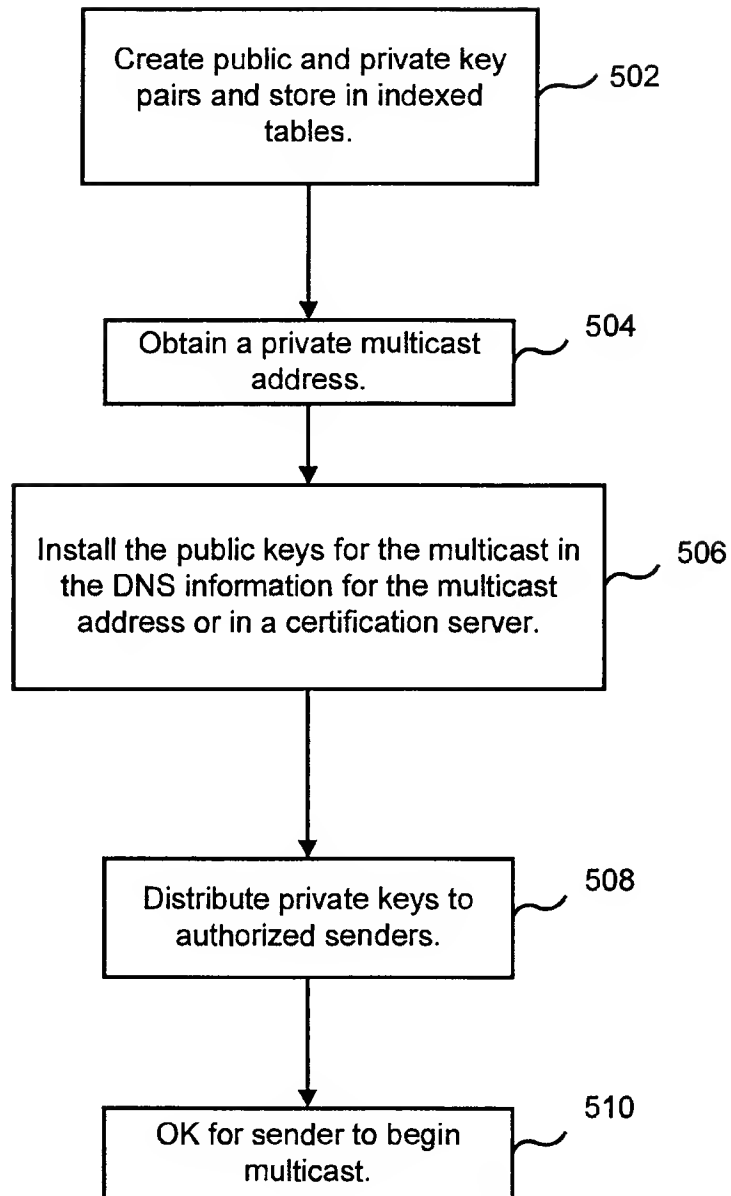 Create public and private key
pairs and store in indexed
tables.
502
Obtain a private multicast
address.
504
Install the public keys for the multicast in
the DNS information for the multicast
address or in a certification server.
506
Distribute private keys to
authorized senders.
508
OK for sender to begin
multicast.
510